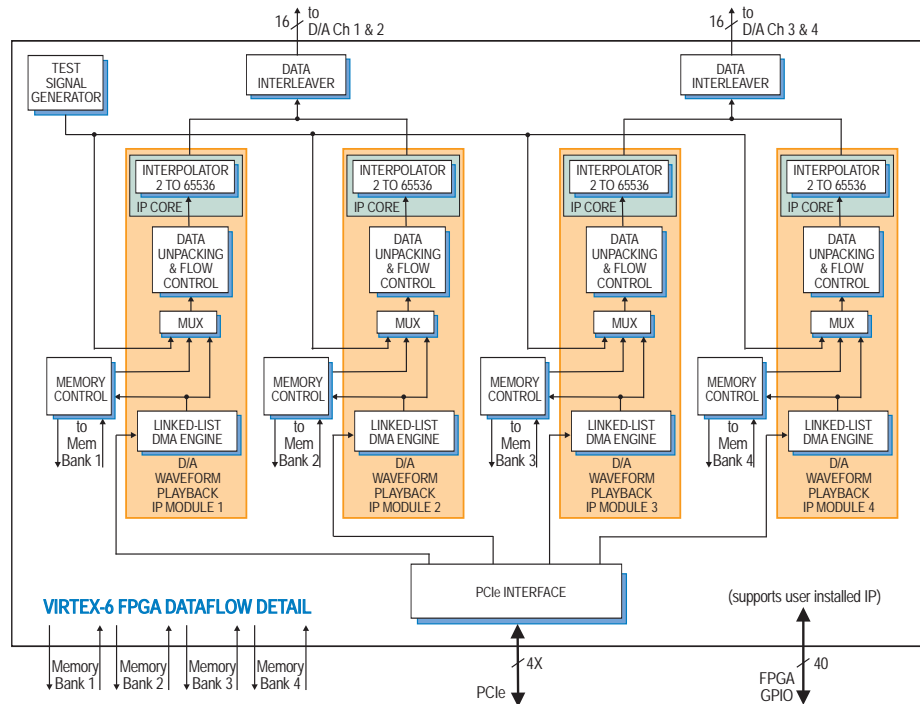 16
to
D/A Ch 1 & 2
16
to
D/A Ch 3 & 4
TEST
SIGNAL
GENERATOR
DATA
INTERLEAVER
DATA
INTERLEAVER
INTERPOLATOR
2 TO 65536
IP CORE
DATA
UNPACKING
& FLOW
CONTROL
MUX
MEMORY
CONTROL
to
Mem
Bank 1
LINKED-LIST
DMA ENGINE
D/A
WAVEFORM
PLAYBACK
IP MODULE 1
INTERPOLATOR
2 TO 65536
IP CORE
DATA
UNPACKING
& FLOW
CONTROL
MUX
MEMORY
CONTROL
to
Mem
Bank 2
LINKED-LIST
DMA ENGINE
D/A
WAVEFORM
PLAYBACK
IP MODULE 2
INTERPOLATOR
2 TO 65536
IP CORE
DATA
UNPACKING
& FLOW
CONTROL
MUX
MEMORY
CONTROL
to
Mem
Bank 3
LINKED-LIST
DMA ENGINE
D/A
WAVEFORM
PLAYBACK
IP MODULE 3
INTERPOLATOR
2 TO 65536
IP CORE
DATA
UNPACKING
& FLOW
CONTROL
MUX
MEMORY
CONTROL
to
Mem
Bank 4
LINKED-LIST
DMA ENGINE
D/A
WAVEFORM
PLAYBACK
IP MODULE 4
PCIe INTERFACE
VIRTEX-6 FPGA DATAFLOW DETAIL
(supports user installed IP)
Memory
Bank 1
Memory
Bank 2
Memory
Bank 3
Memory
Bank 4
4X
PCIe
40
FPGA
GPIO